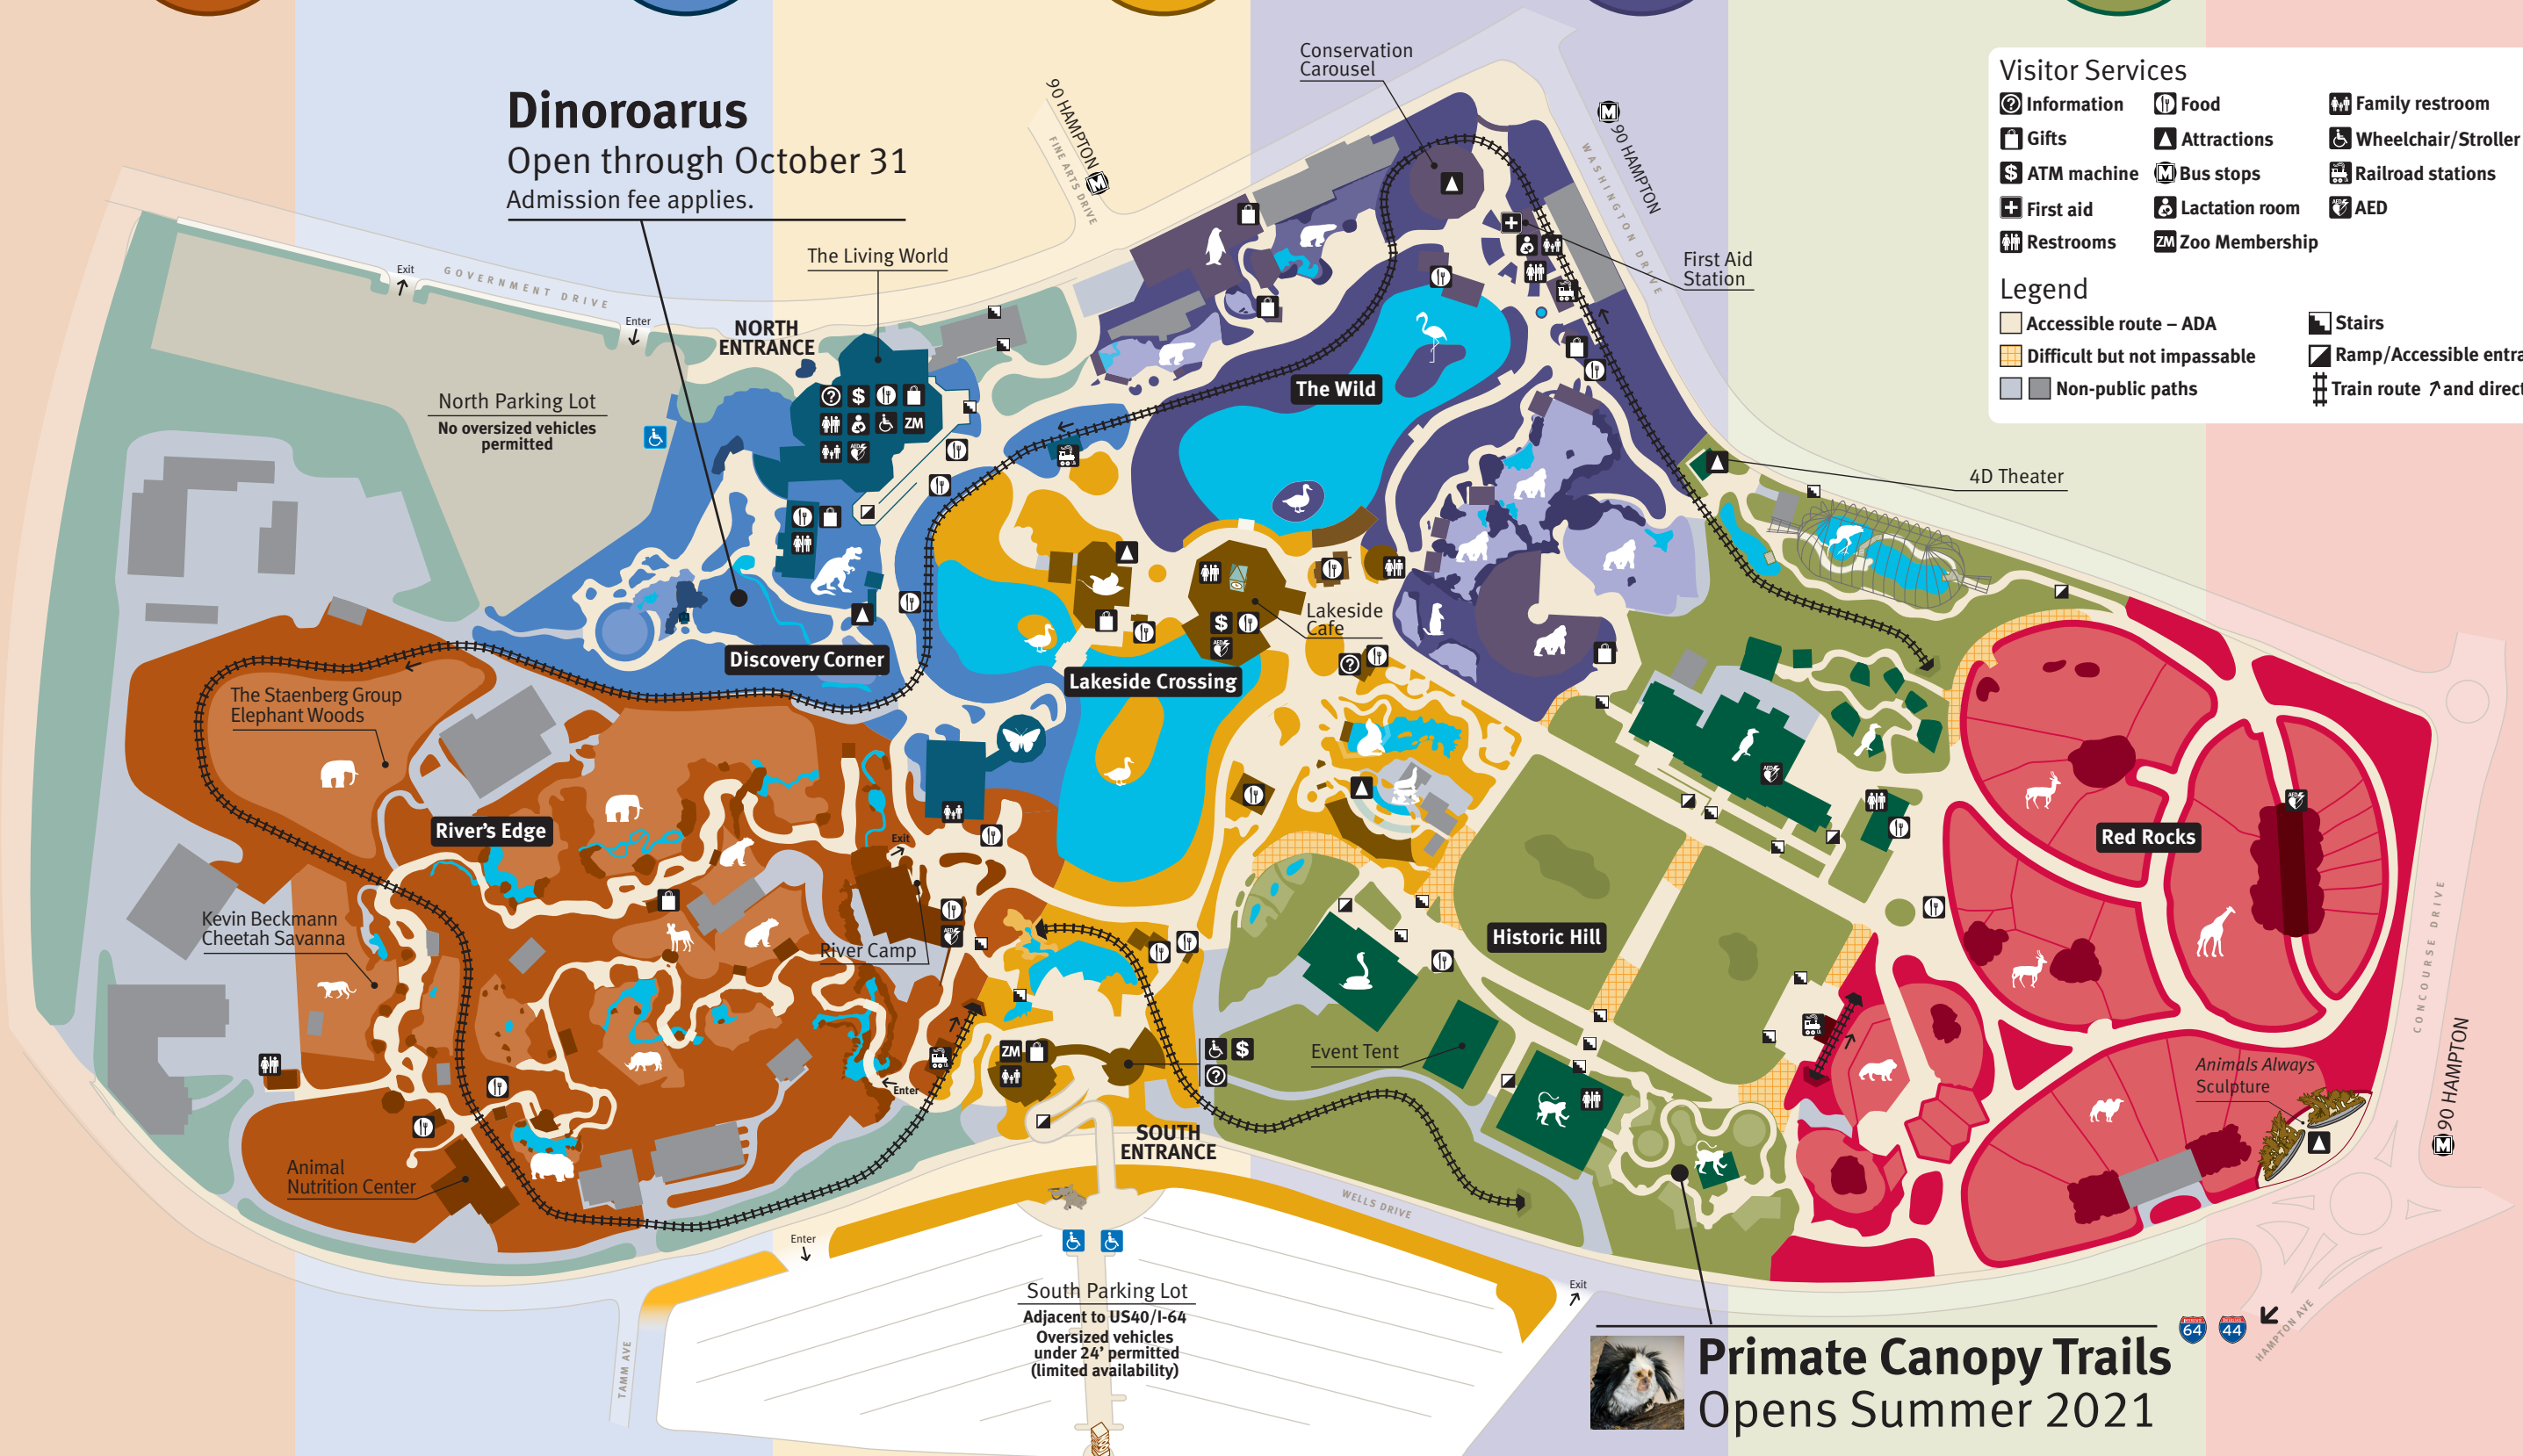 Dinoroarus
Open through October 31
Admission fee applies.
Conservation
Carousel
90 HAMPTON
M
FINE ARTS DRIVE
M
90 HAMPTON
WASHINGTON DRIVE
Visitor Services
Information
Food
Family restroom
Gifts
Attractions
Wheelchair/Stroller
$ ATM machine
M Bus stops
Railroad stations
First aid
Lactation room
AED
Restrooms
ZM Zoo Membership
Legend
Accessible route – ADA
Stairs
Difficult but not impassable
Ramp/Accessible entra
Non-public paths
Train route and direct
The Living World
First Aid
Station
Exit
GOVERNMENT DRIVE
Enter
NORTH
ENTRANCE
North Parking Lot
No oversized vehicles
permitted
The Wild
4D Theater
ZM
Lakeside
Cafe
Discovery Corner
Lakeside Crossing
The Staenberg Group
Elephant Woods
River's Edge
Exit
Red Rocks
Kevin Beckmann
Cheetah Savanna
River Camp
Historic Hill
CONCOURSE DRIVE
ZM
Event Tent
Enter
Animals Always
Sculpture
M 90 HAMPTON
SOUTH
ENTRANCE
Animal
Nutrition Center
WELLS DRIVE
Enter
Exit
South Parking Lot
Adjacent to US40/I-64
Oversized vehicles
under 24' permitted
(limited availability)
TAMM AVE
64
44
HAMPTON AVE
Primate Canopy Trails
Opens Summer 2021